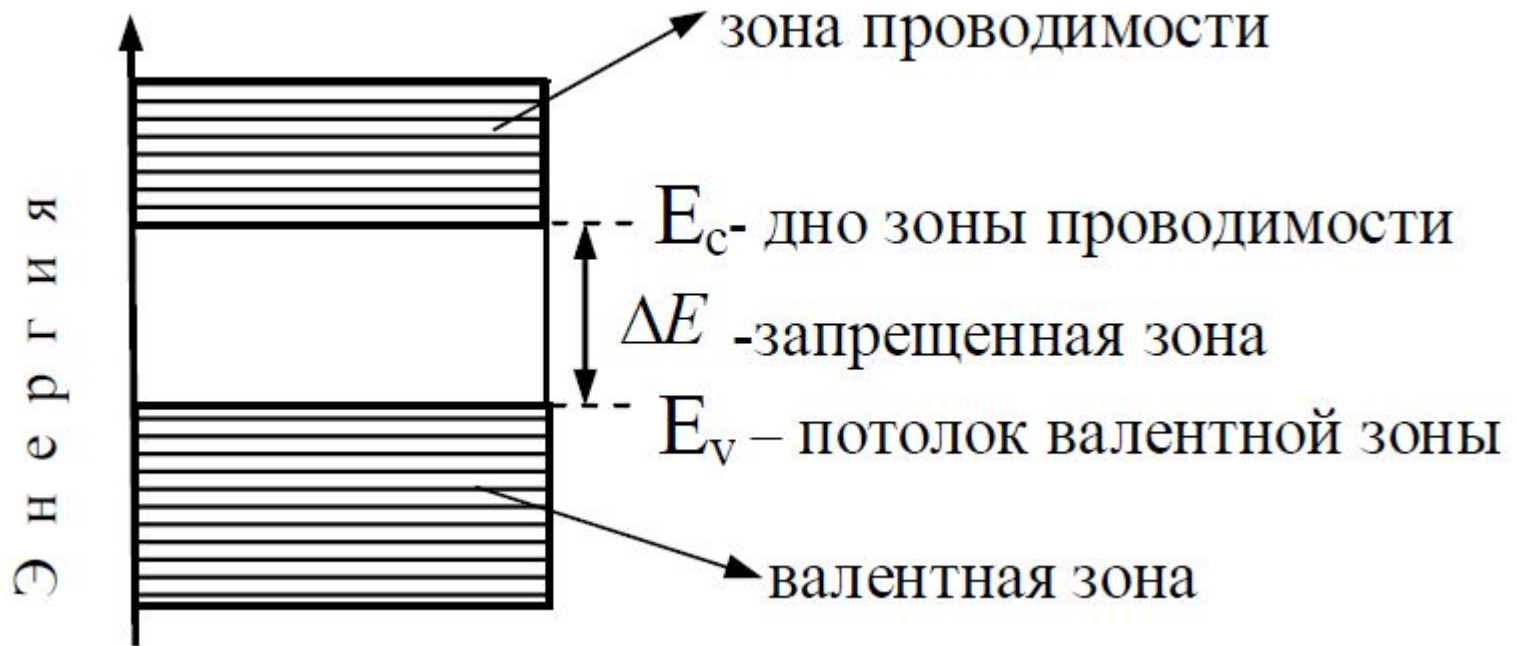 зона проводимости
Энергия
Eс- дно зоны проводимости
ΔE -запрещенная зона
Ev – потолок валентной зоны
валентная зона